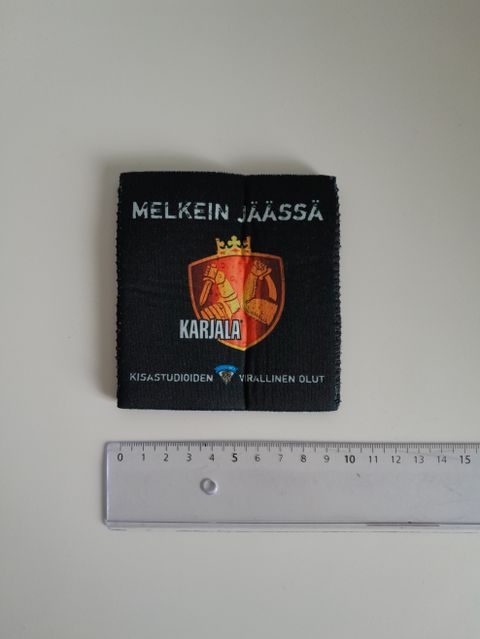 MELKEIN JÄÄSSÄ
KARJALA
KISASTUDIOIDEN VIRALLINEN OLUT
0 1 2 3 4 5 6 7 8 9 10 11 12 13 14 15